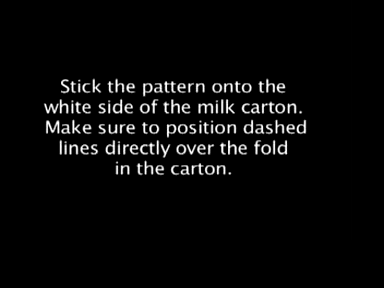 Stick the pattern onto the
white side of the milk carton.
Make sure to position dashed
lines directly over the fold
in the carton.